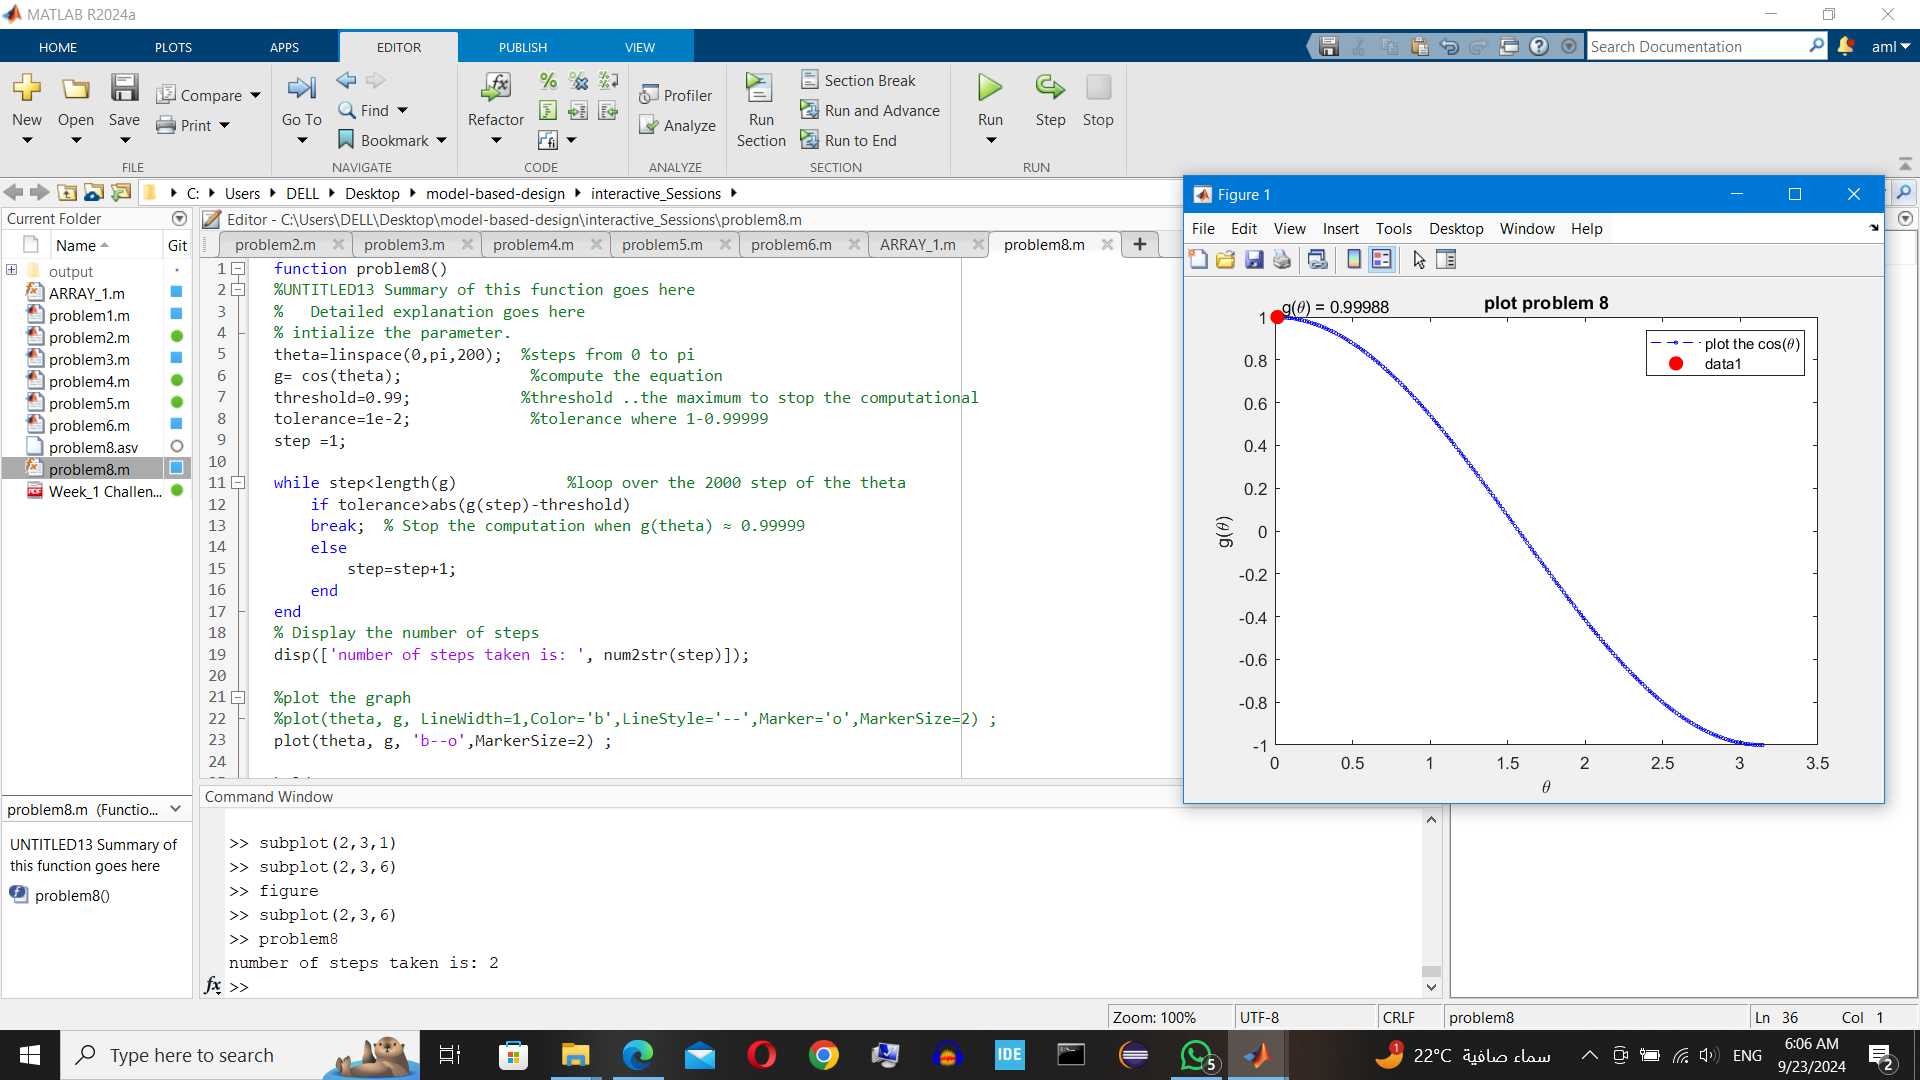 MATLAB R2024a
HOME PLOTS APPS EDITOR PUBLISH VIEW
Search Documentation
aml
New Open Save
Compare
Print
FILE
Go To
Find
Bookmark
NAVIGATE
Refactor
CODE
Profiler
Analyze
ANALYZE
Run Section
Section Break
Run and Advance
Run to End
SECTION
Run Step Stop
RUN
C: Users DELL Desktop model-based-design interactive_Sessions
Current Folder
Name Git
output
ARRAY_1.m
problem1.m
problem2.m
problem3.m
problem4.m
problem5.m
problem6.m
problem8.asv
problem8.m
Week_1 Challen...
problem8.m (Functio...
UNTITLED13 Summary of
this function goes here
problem8()
Editor - C:\Users\DELL\Desktop\model-based-design\interactive_Sessions\problem8.m
problem2.m problem3.m problem4.m problem5.m problem6.m ARRAY_1.m problem8.m
1 function problem8()
2 %UNTITLED13 Summary of this function goes here
3 % Detailed explanation goes here
4 % intialize the parameter.
5 theta=linspace(0,pi,200); %steps from 0 to pi
6 g= cos(theta); %compute the equation
7 threshold=0.99; %threshold ..the maximum to stop the computational
8 tolerance=1e-2; %tolerance where 1-0.99999
9 step =1;
10
11 while step<length(g) %loop over the 2000 step of the theta
12 if tolerance>abs(g(step)-threshold)
13 break; % Stop the computation when g(theta) ≈ 0.99999
14 else
15 step=step+1;
16 end
17 end
18 % Display the number of steps
19 disp(['number of steps taken is: ', num2str(step)]);
20
21 %plot the graph
22 %plot(theta, g, LineWidth=1,Color='b',LineStyle='--',Marker='o',MarkerSize=2) ;
23 plot(theta, g, 'b--o',MarkerSize=2) ;
24
Command Window
>> subplot(2,3,1)
>> subplot(2,3,6)
>> figure
>> subplot(2,3,6)
>> problem8
number of steps taken is: 2
fx >>
Figure 1
File Edit View Insert Tools Desktop Window Help
g(θ) = 0.99988
plot problem 8
plot the cos(θ)
data1
1
0.8
0.6
0.4
0.2
0
-0.2
-0.4
-0.6
-0.8
-1
g(θ)
0 0.5 1 1.5 2 2.5 3 3.5
θ
Zoom: 100% UTF-8 CRLF problem8 Ln 36 Col 1
Type here to search
IDE
5
1
22°C سماء صافية
ENG
6:06 AM
9/23/2024
2